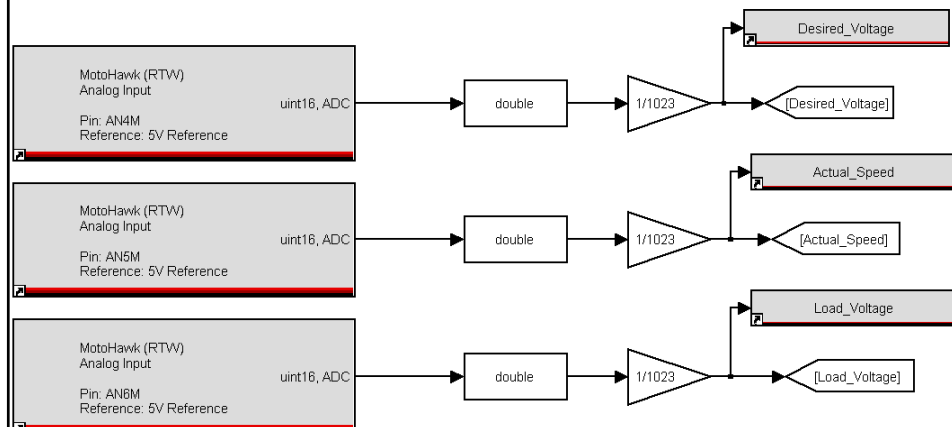 Desired_Voltage
MotoHawk (RTW)
Analog Input
uint16, ADC
double
1/1023
[Desired_Voltage]
Pin: AN4M
Reference: 5V Reference
Actual_Speed
MotoHawk (RTW)
Analog Input
uint16, ADC
double
1/1023
[Actual_Speed]
Pin: AN5M
Reference: 5V Reference
Load_Voltage
MotoHawk (RTW)
Analog Input
uint16, ADC
double
1/1023
[Load_Voltage]
Pin: AN6M
Reference: 5V Reference